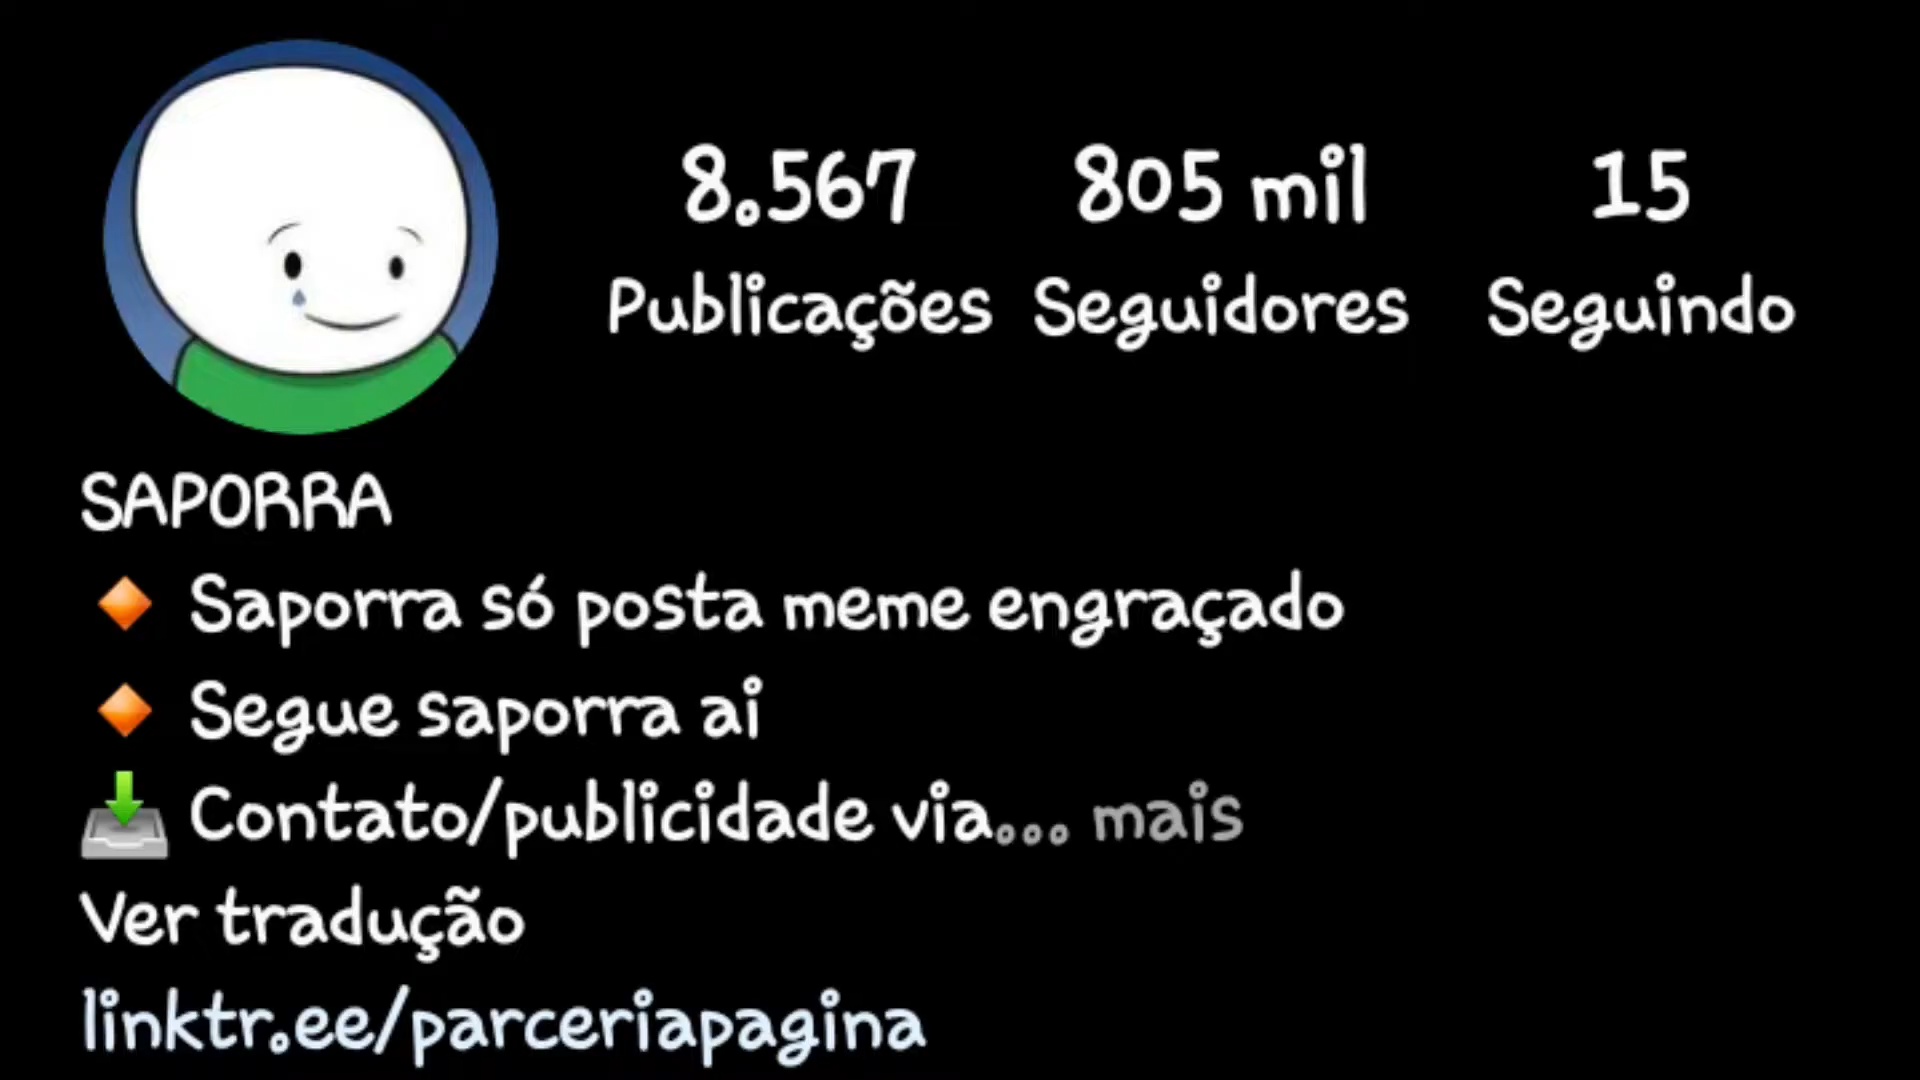 8.567 805 mil 15
Publicações Seguidores Seguindo
SAPORRA
🔸 Saporra só posta meme engraçado
🔸 Segue saporra ai
📥 Contato/publicidade via... mais
Ver tradução
linktr.ee/parceriapagina